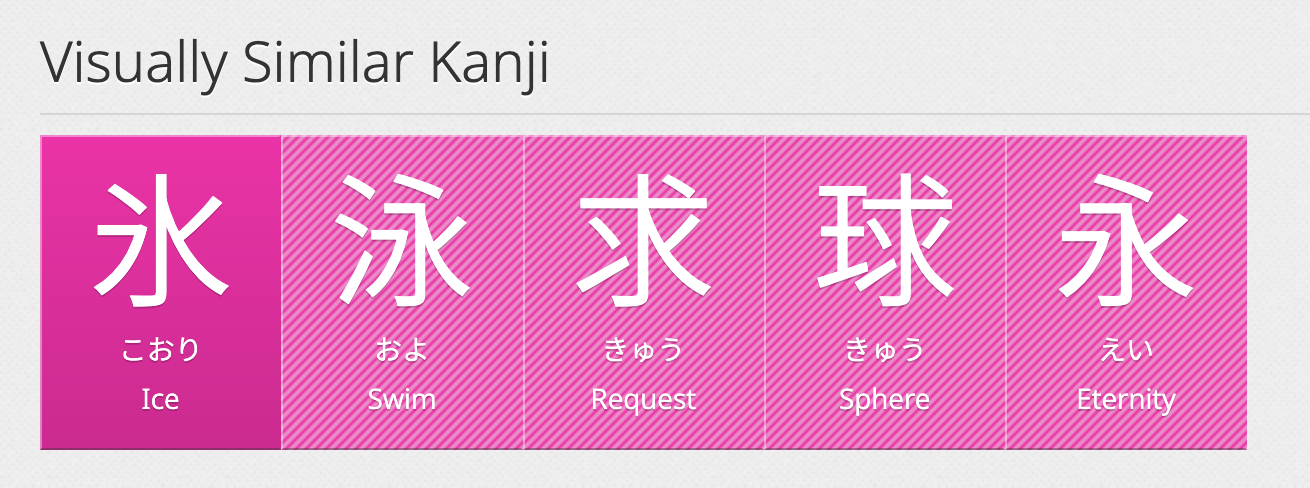 Visually Similar Kanji
氷 泳 求 球 永
こおり およ きゅう きゅう えい
Ice Swim Request Sphere Eternity